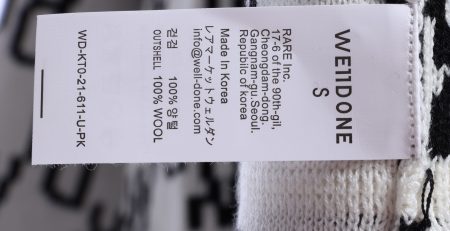 WE11DONE
S
RARE Inc.
17-6 of the 90th-gil,
Cheongdam-dong,
Gangnam-gu,Seoul,
Republic of korea
Made In Korea
レアマーケットウェルダン
info@well-done.com
겉감 100% 양털
OUTSHELL 100% WOOL
WD-KT0-21-611-U-PK